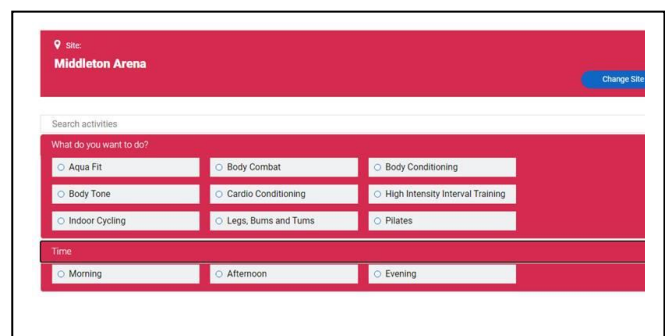 Site:
Middleton Arena
Change Site
Search activities
What do you want to do?
Aqua Fit
Body Combat
Body Conditioning
Body Tone
Cardio Conditioning
High Intensity Interval Training
Indoor Cycling
Legs, Bums and Tums
Pilates
Time
Morning
Afternoon
Evening